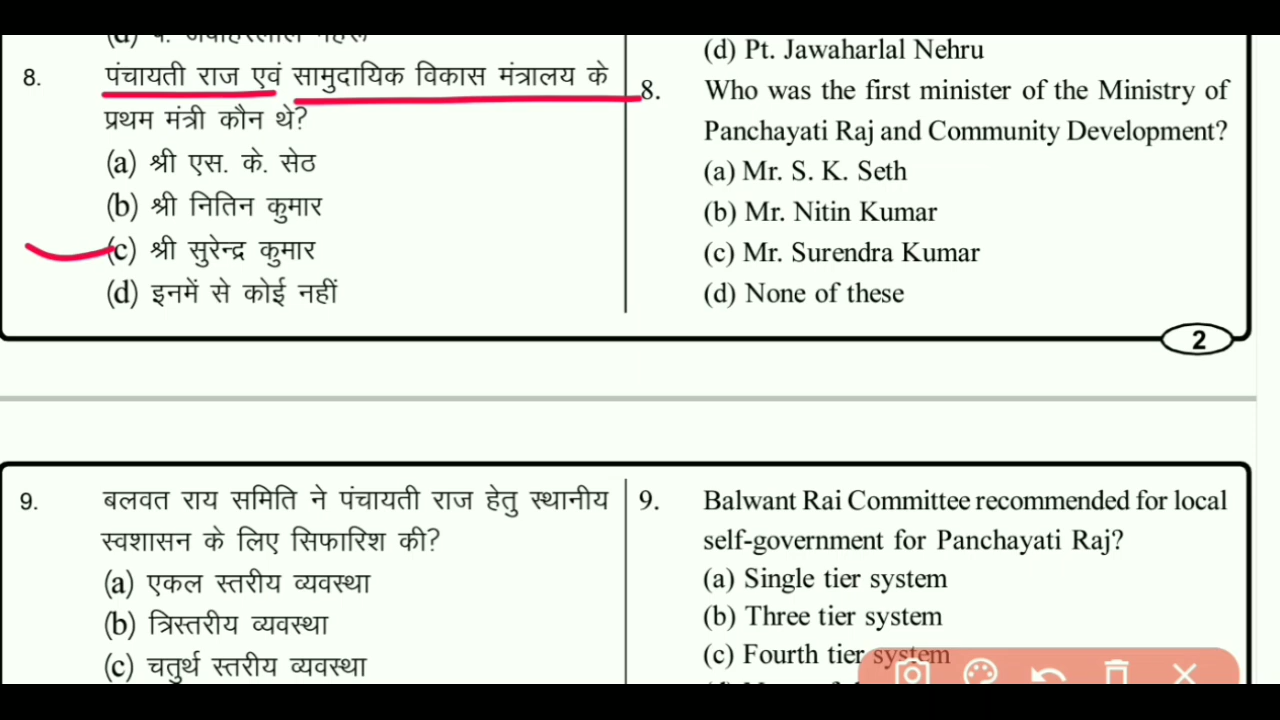 (d) पं. जवाहरलाल नेहरू
8. पंचायती राज एवं सामुदायिक विकास मंत्रालय के
प्रथम मंत्री कौन थे?
(a) श्री एस. के. सेठ
(b) श्री नितिन कुमार
(c) श्री सुरेन्द्र कुमार
(d) इनमें से कोई नहीं
(d) Pt. Jawaharlal Nehru
8. Who was the first minister of the Ministry of
Panchayati Raj and Community Development?
(a) Mr. S. K. Seth
(b) Mr. Nitin Kumar
(c) Mr. Surendra Kumar
(d) None of these
2
9. बलवत राय समिति ने पंचायती राज हेतु स्थानीय
स्वशासन के लिए सिफारिश की?
(a) एकल स्तरीय व्यवस्था
(b) त्रिस्तरीय व्यवस्था
(c) चतुर्थ स्तरीय व्यवस्था
9. Balwant Rai Committee recommended for local
self-government for Panchayati Raj?
(a) Single tier system
(b) Three tier system
(c) Fourth tier system